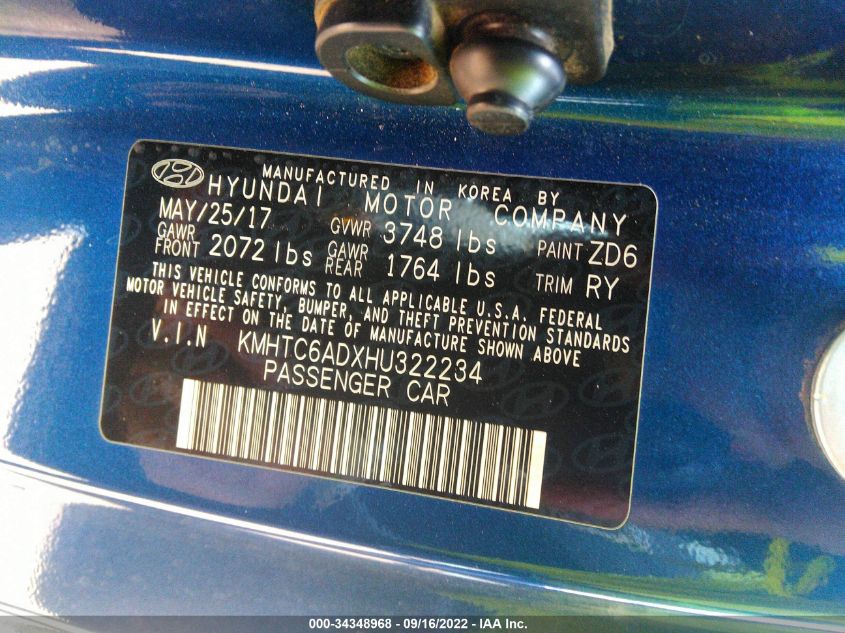 MANUFACTURED IN KOREA BY
HYUNDAI MOTOR COMPANY
MAY/25/17 GVWR 3748 lbs PAINT ZD6
GAWR FRONT 2072 lbs GAWR REAR 1764 lbs TRIM RY
THIS VEHICLE CONFORMS TO ALL APPLICABLE U.S.A. FEDERAL
MOTOR VEHICLE SAFETY, BUMPER, AND THEFT PREVENTION STANDARDS
IN EFFECT ON THE DATE OF MANUFACTURE SHOWN ABOVE
V.I.N KMHTC6ADXHU322234
PASSENGER CAR
000-34348968 - 09/16/2022 - IAA Inc.